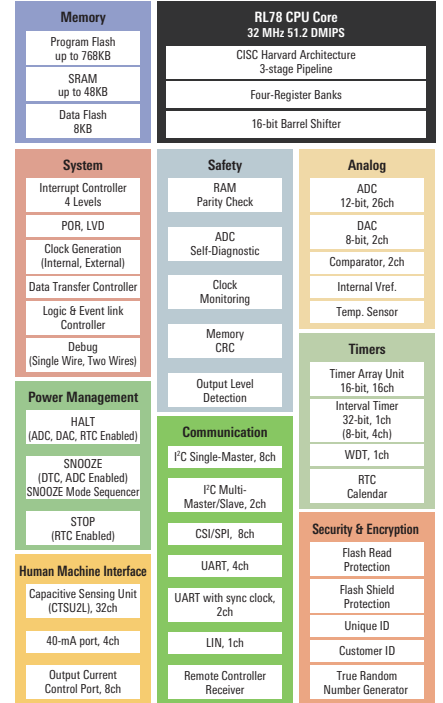 Memory
Program Flash
up to 768KB
SRAM
up to 48KB
Data Flash
8KB
RL78 CPU Core
32 MHz 51.2 DMIPS
CISC Harvard Architecture
3-stage Pipeline
Four-Register Banks
16-bit Barrel Shifter
System
Interrupt Controller
4 Levels
POR, LVD
Clock Generation
(Internal, External)
Data Transfer Controller
Logic & Event link
Controller
Debug
(Single Wire, Two Wires)
Power Management
HALT
(ADC, DAC, RTC Enabled)
SNOOZE
(DTC, ADC Enabled)
SNOOZE Mode Sequencer
STOP
(RTC Enabled)
Human Machine Interface
Capacitive Sensing Unit
(CTSU2L), 32ch
40-mA port, 4ch
Output Current
Control Port, 8ch
Safety
RAM
Parity Check
ADC
Self-Diagnostic
Clock
Monitoring
Memory
CRC
Output Level
Detection
Communication
I²C Single-Master, 8ch
I²C Multi-
Master/Slave, 2ch
CSI/SPI, 8ch
UART, 4ch
UART with sync clock,
2ch
LIN, 1ch
Remote Controller
Receiver
Analog
ADC
12-bit, 26ch
DAC
8-bit, 2ch
Comparator, 2ch
Internal Vref.
Temp. Sensor
Timers
Timer Array Unit
16-bit, 16ch
Interval Timer
32-bit, 1ch
(8-bit, 4ch)
WDT, 1ch
RTC
Calendar
Security & Encryption
Flash Read
Protection
Flash Shield
Protection
Unique ID
Customer ID
True Random
Number Generator